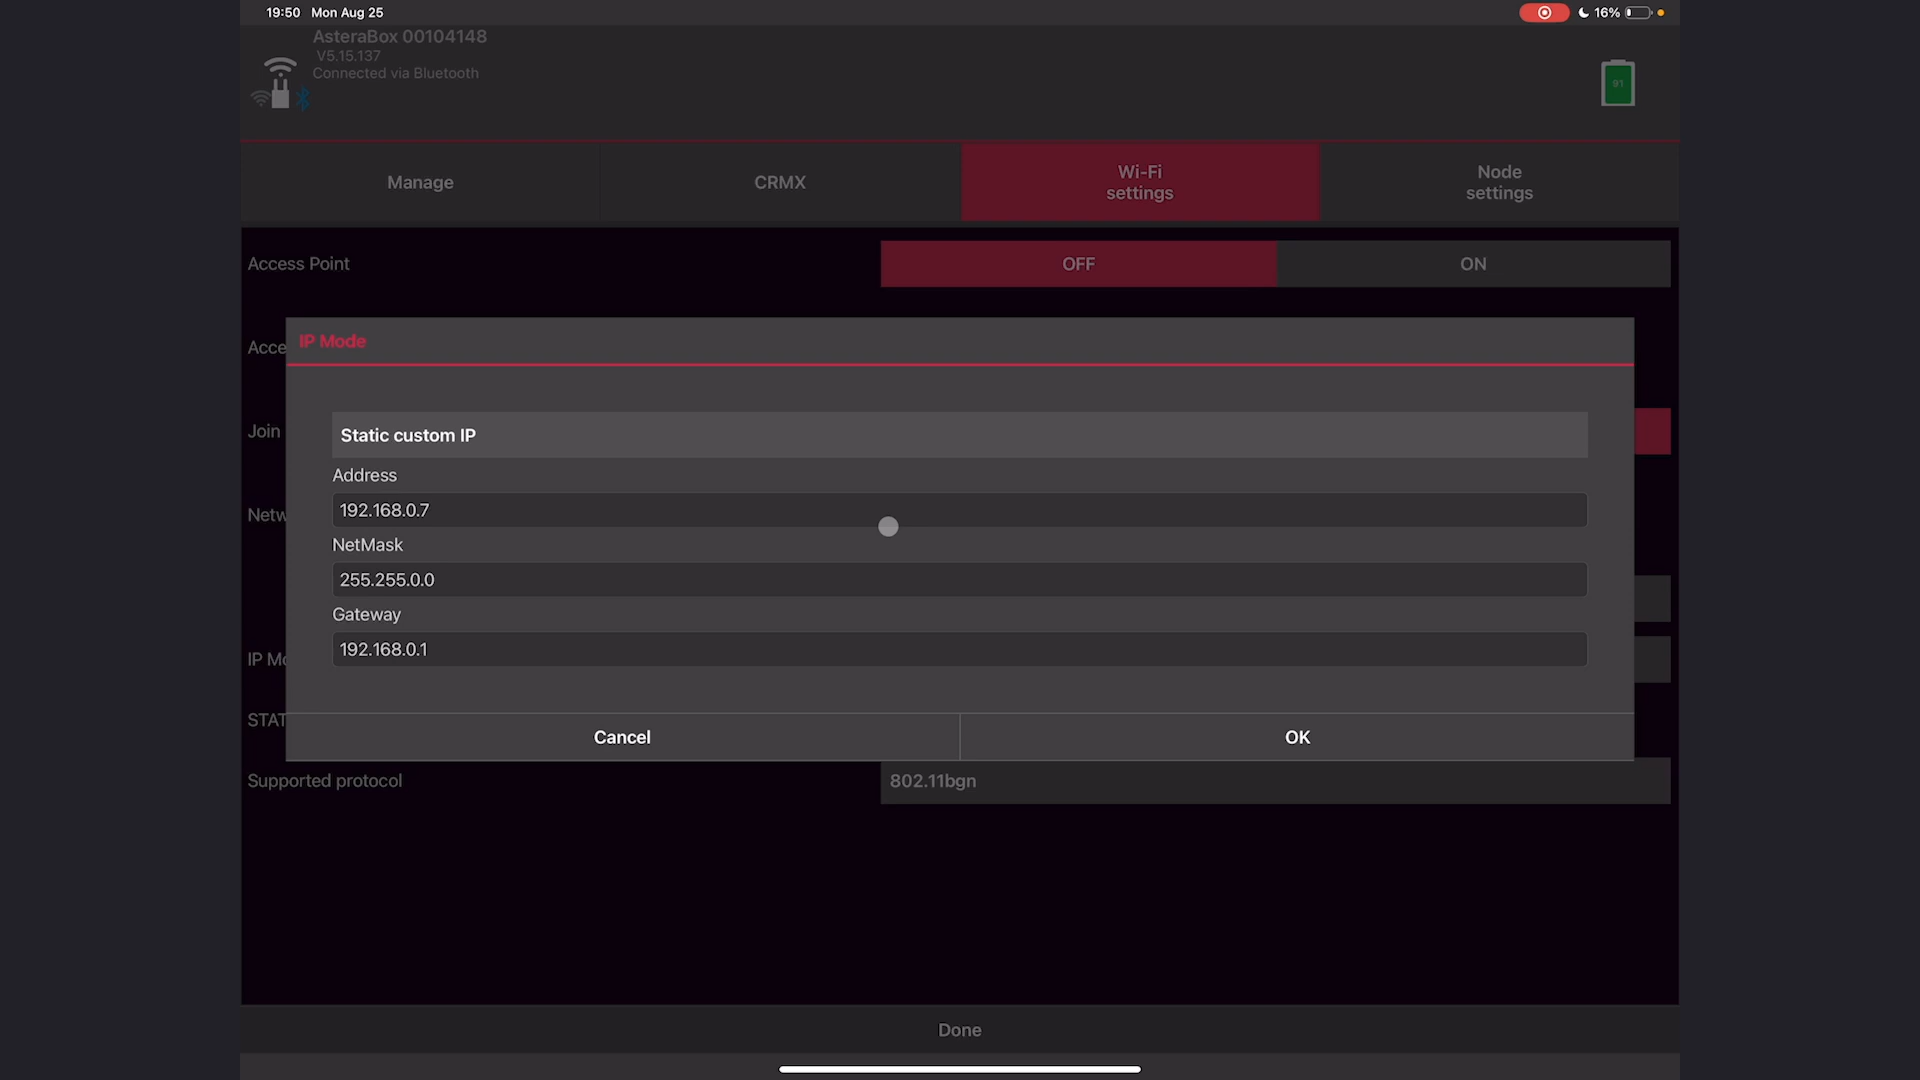 19:50 Mon Aug 25
16%
AsteraBox 00104148
V5.15.137
Connected via Bluetooth
91
Manage
CRMX
Wi-Fi
settings
Node
settings
Access Point
OFF
ON
Acce
IP Mode
Join
Static custom IP
Address
192.168.0.7
Netw
NetMask
255.255.0.0
Gateway
192.168.0.1
IP Mo
STAT
Cancel
OK
Supported protocol
802.11bgn
Done